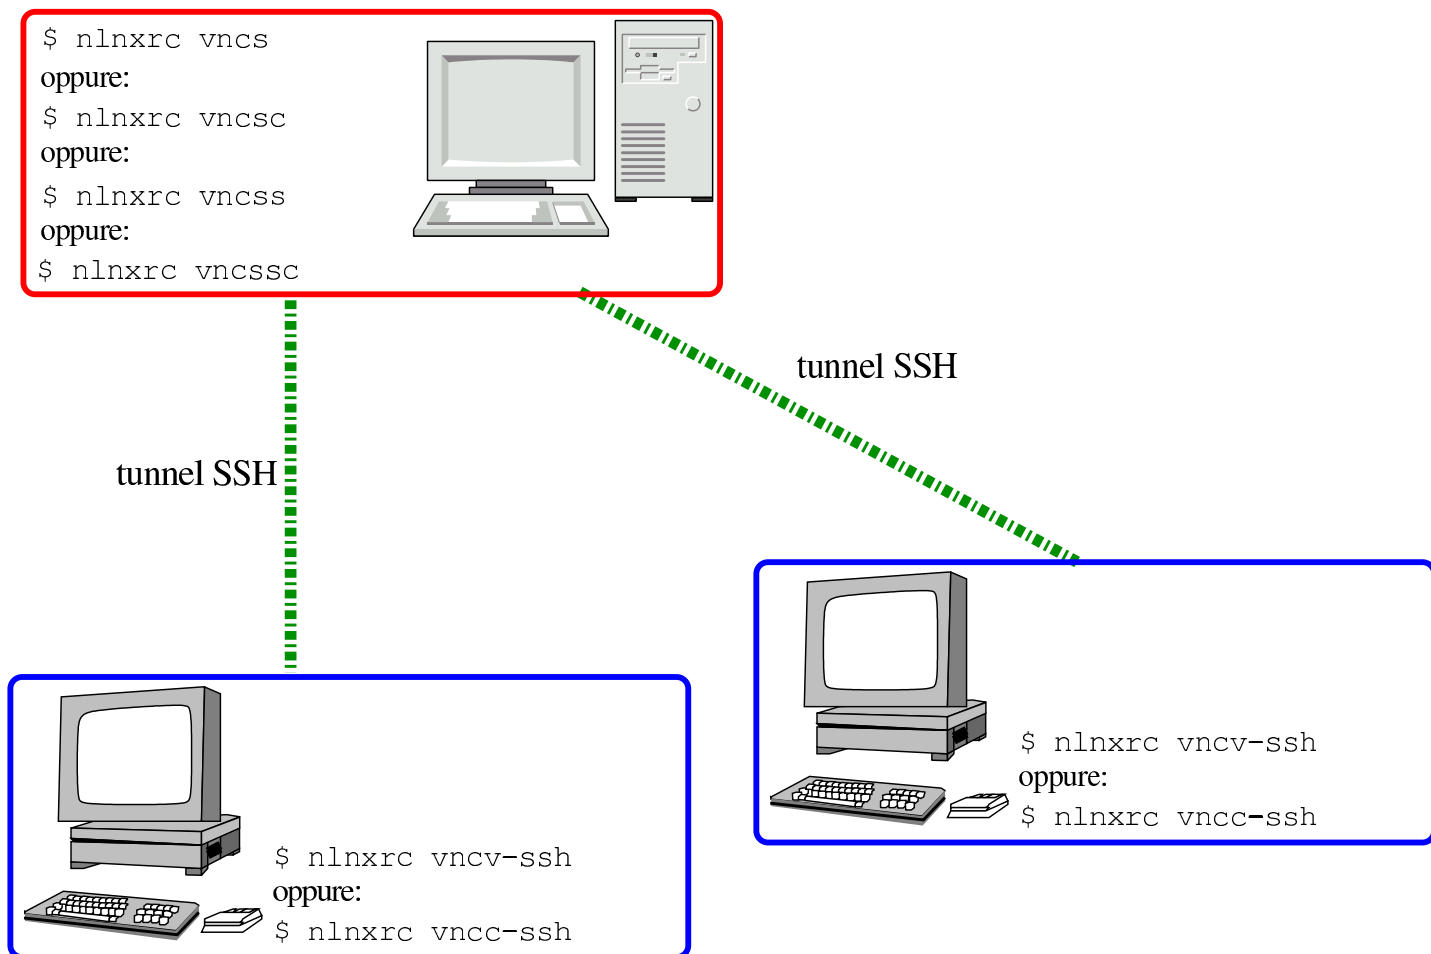 $ nlnxrc vncs
oppure:
$ nlnxrc vncsc
oppure:
$ nlnxrc vncss
oppure:
$ nlnxrc vncssc
tunnel SSH
tunnel SSH
$ nlnxrc vncv-ssh
oppure:
$ nlnxrc vncc-ssh
$ nlnxrc vncv-ssh
oppure:
$ nlnxrc vncc-ssh